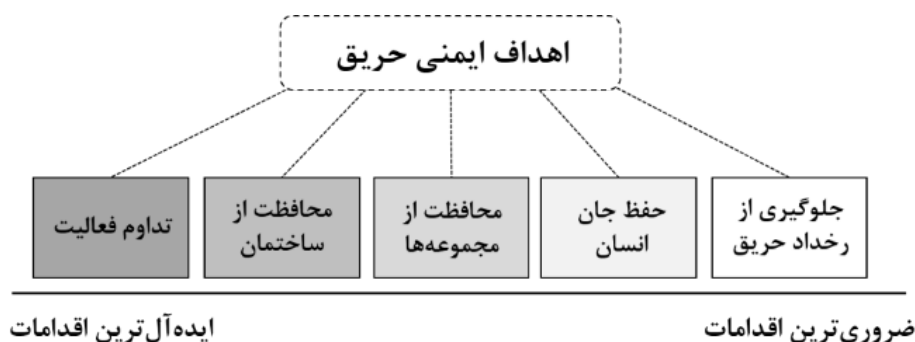 اهداف ایمنی حریق
جلوگیری از
رخداد حریق
حفظ جان
انسان
محافظت از
مجموعه‌ها
محافظت از
ساختمان
تداوم فعالیت
ضروری‌ترین اقدامات
ایده‌آل‌ترین اقدامات